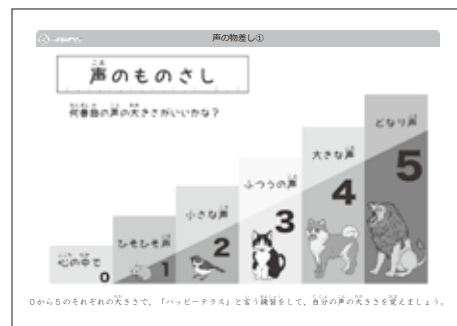 声の物差し①
声のものさし
何番目の声の大きさがいいかな？
心の中で
0
ひそひそ声
1
小さな声
2
ふつうの声
3
大きな声
4
どなり声
5
0から5のそれぞれの大きさで、「ハッピーテラス」と言う練習をして、自分の声の大きさを覚えましょう。